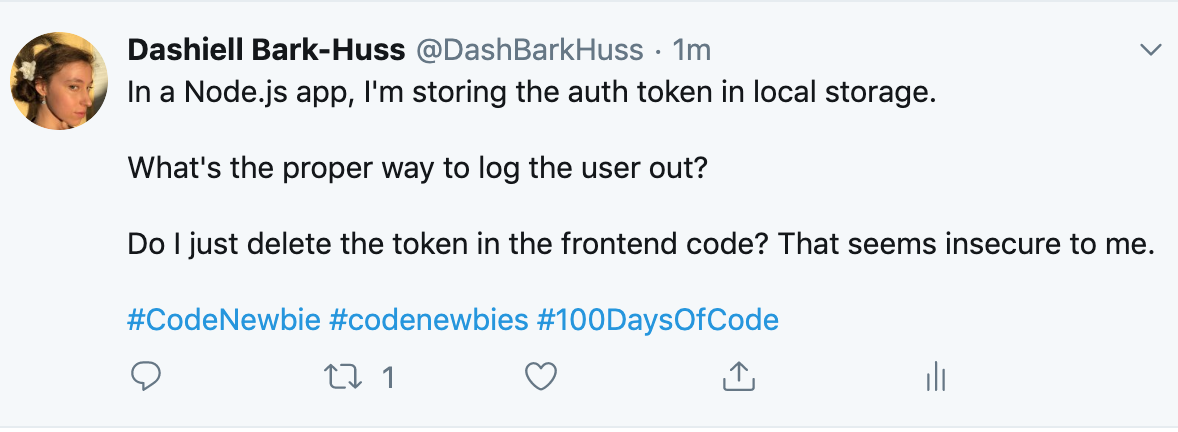 Dashiell Bark-Huss @DashBarkHuss · 1m
In a Node.js app, I'm storing the auth token in local storage.
What's the proper way to log the user out?
Do I just delete the token in the frontend code? That seems insecure to me.
#CodeNewbie #codenewbies #100DaysOfCode
1